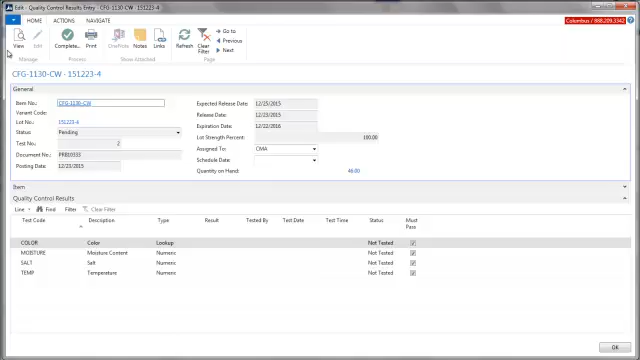 Edit - Quality Control Results Entry - CFG-1130-CW · 151223-4
HOME ACTIONS NAVIGATE
Columbus / 988.209.3342
View Edit Complete... Print OneNote Notes Links Refresh Clear Filter Go to
Previous
Next
Manage Process Show Attached Page
CFG-1130-CW · 151223-4
General
Item No.: CFG-1130-CW
Variant Code:
Lot No.: 151223-4
Status: Pending
Test No.: 2
Document No.: PRB10333
Posting Date: 12/23/2015
Expected Release Date: 12/25/2015
Release Date: 12/23/2015
Expiration Date: 12/22/2016
Lot Strength Percent: 100.00
Assigned To: CMA
Schedule Date:
Quantity on Hand: 46.00
Item
Quality Control Results
Line Find Filter Clear Filter
Test Code Description Type Result Tested By Test Date Test Time Status Must Pass
COLOR Color Lookup Not Tested
MOISTURE Moisture Content Numeric Not Tested
SALT Salt Numeric Not Tested
TEMP Temperature Numeric Not Tested
OK